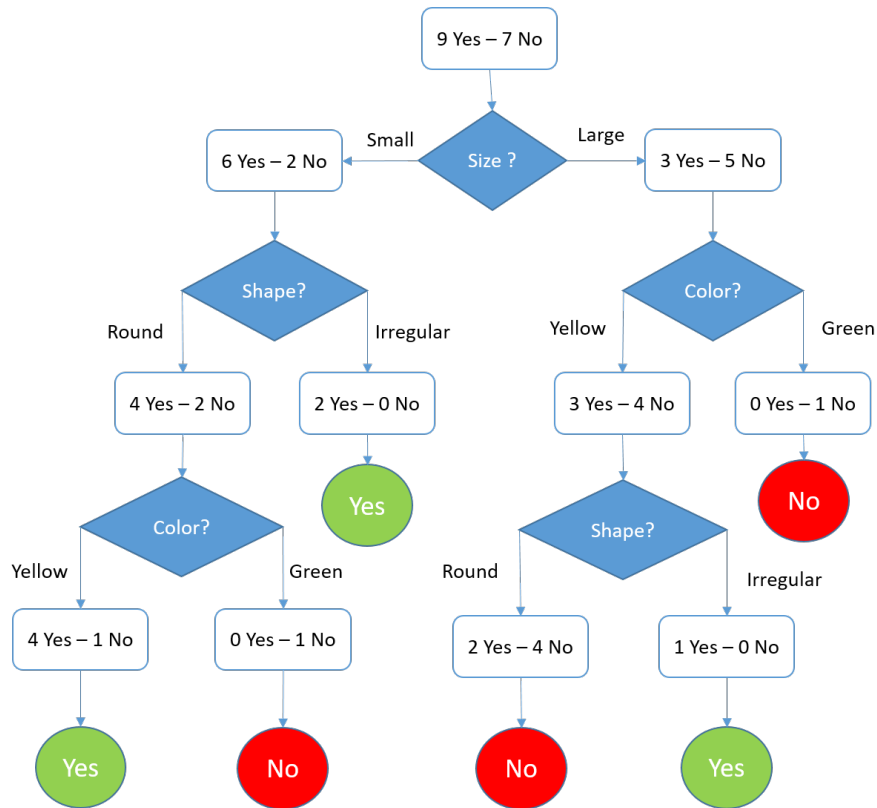 9 Yes – 7 No
Small
Large
6 Yes – 2 No
Size ?
3 Yes – 5 No
Shape?
Color?
Round
Irregular
Yellow
Green
4 Yes – 2 No
2 Yes – 0 No
3 Yes – 4 No
0 Yes – 1 No
Yes
No
Color?
Shape?
Yellow
Green
Round
Irregular
4 Yes – 1 No
0 Yes – 1 No
2 Yes – 4 No
1 Yes – 0 No
Yes
No
No
Yes